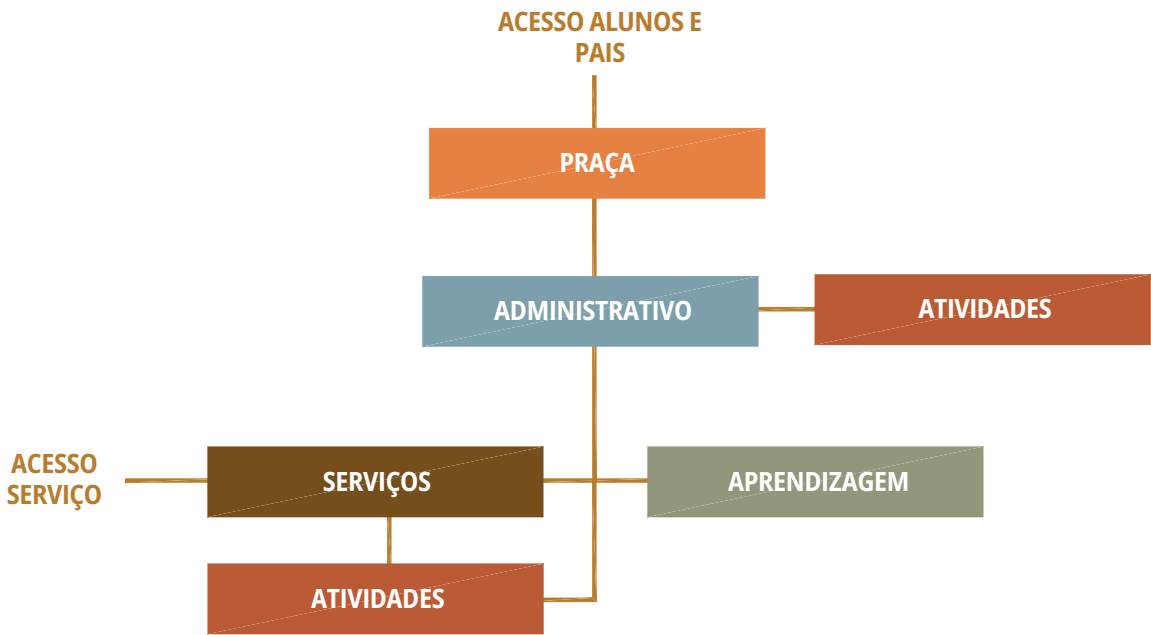 ACESSO ALUNOS E
PAIS
PRAÇA
ADMINISTRATIVO
ATIVIDADES
ACESSO
SERVIÇO
SERVIÇOS
APRENDIZAGEM
ATIVIDADES